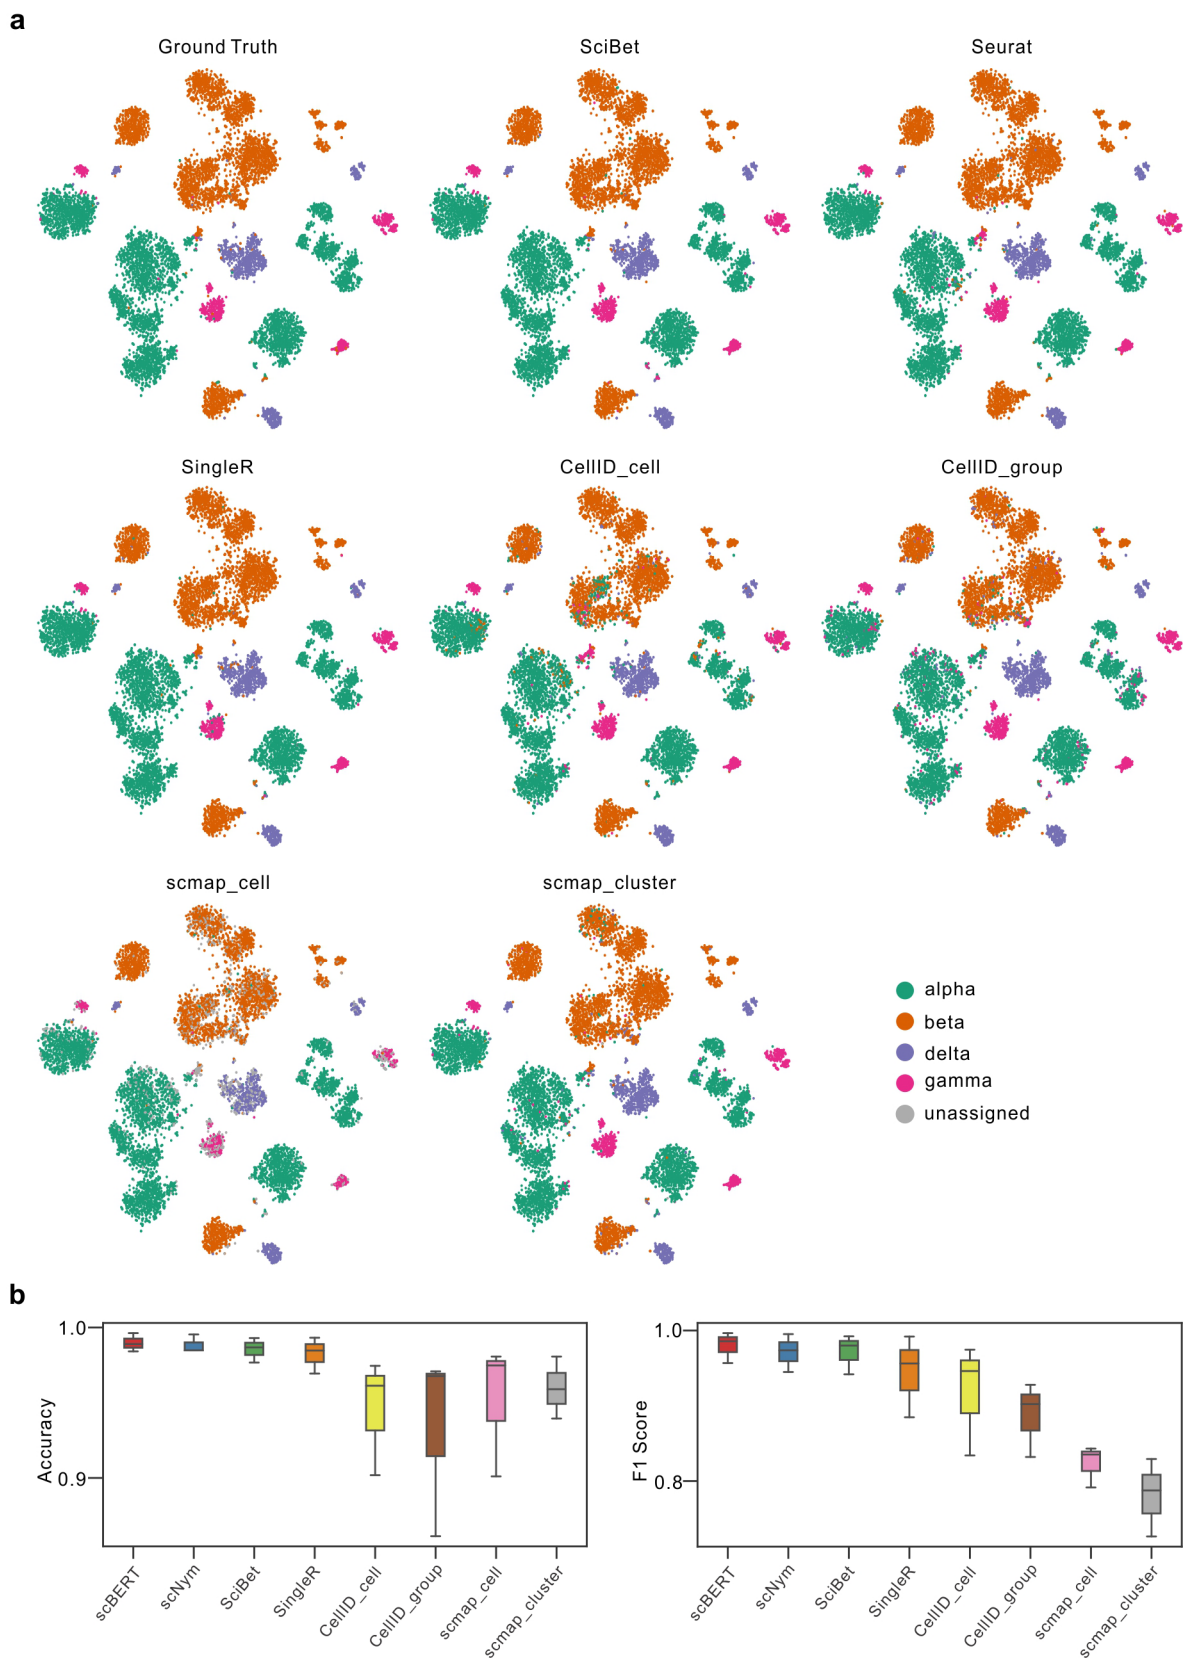 a
Ground Truth
SciBet
Seurat
SingleR
CellID_cell
CellID_group
scmap_cell
scmap_cluster
alpha
beta
delta
gamma
unassigned
b
1.0
0.9
Accuracy
scBERT
scNym
SciBet
SingleR
CellID_cell
CellID_group
scmap_cell
scmap_cluster
1.0
0.8
F1 Score
scBERT
scNym
SciBet
SingleR
CellID_cell
CellID_group
scmap_cell
scmap_cluster